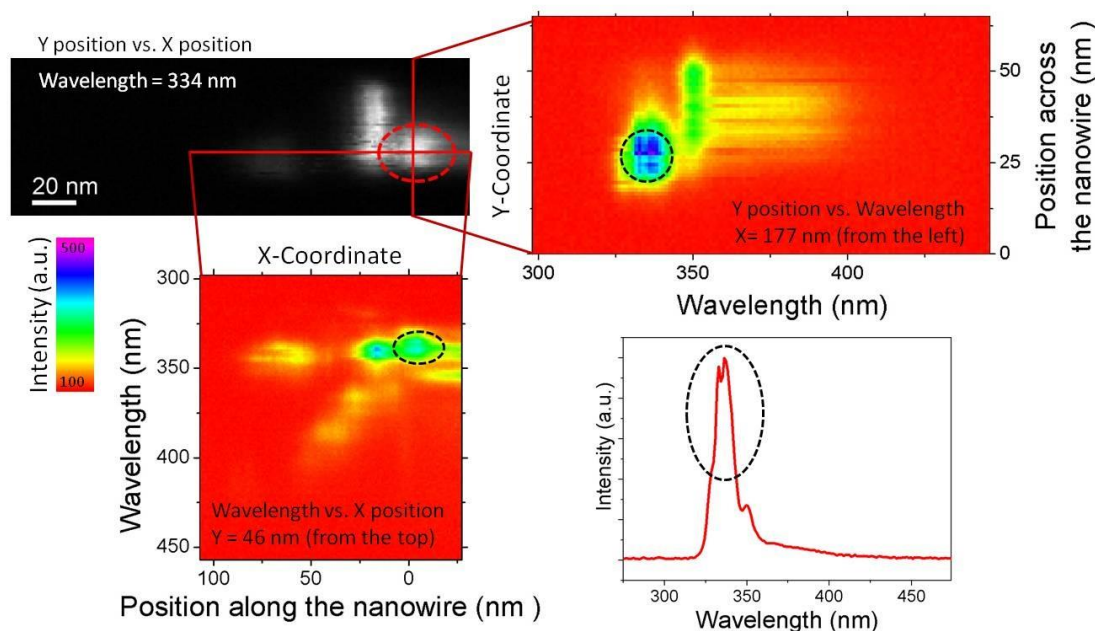 Y position vs. X position
Wavelength = 334 nm
20 nm
Y-Coordinate
50
25
0
Position across
the nanowire (nm)
Y position vs. Wavelength
X= 177 nm (from the left)
300
350
400
Wavelength (nm)
X-Coordinate
500
100
Intensity (a.u.)
300
350
400
450
Wavelength (nm)
Wavelength vs. X position
Y = 46 nm (from the top)
100
50
0
Position along the nanowire (nm )
Intensity (a.u.)
300
350
400
450
Wavelength (nm)